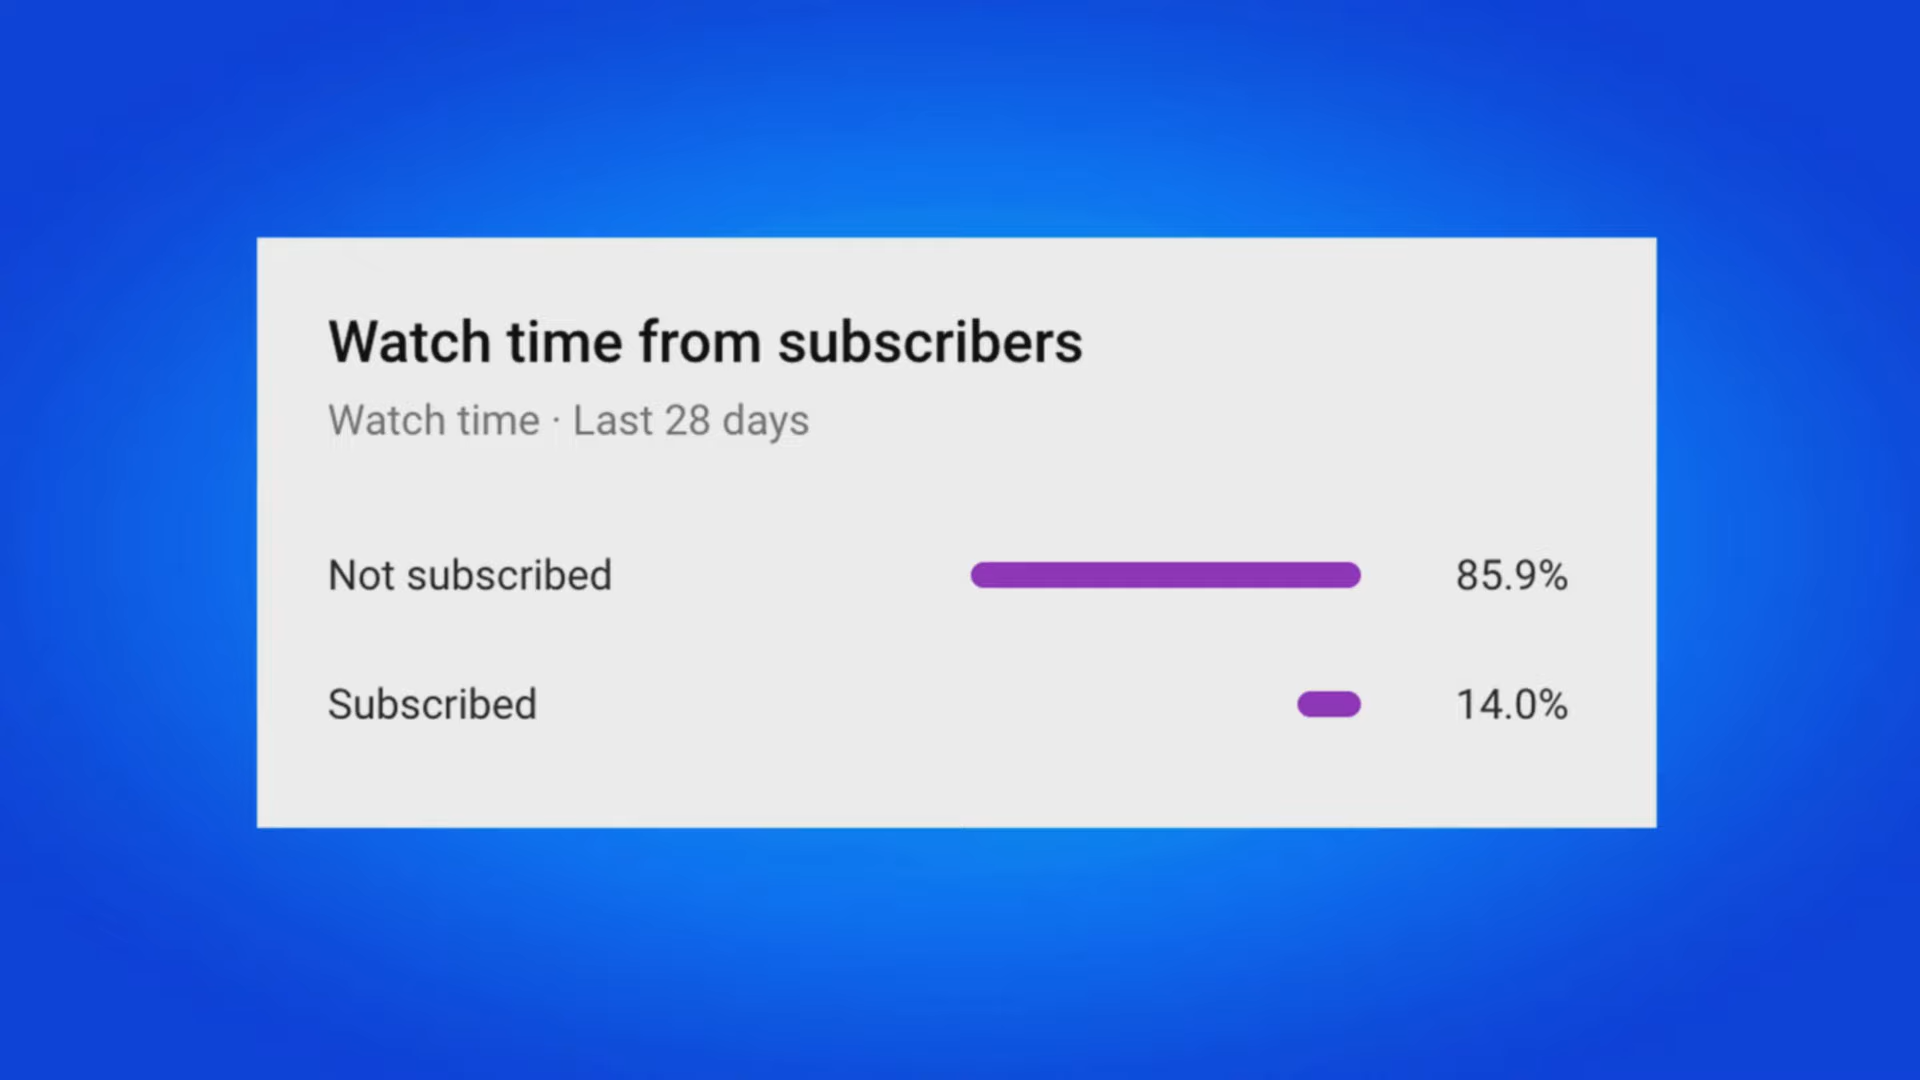 Watch time from subscribers
Watch time · Last 28 days
Not subscribed 85.9%
Subscribed 14.0%